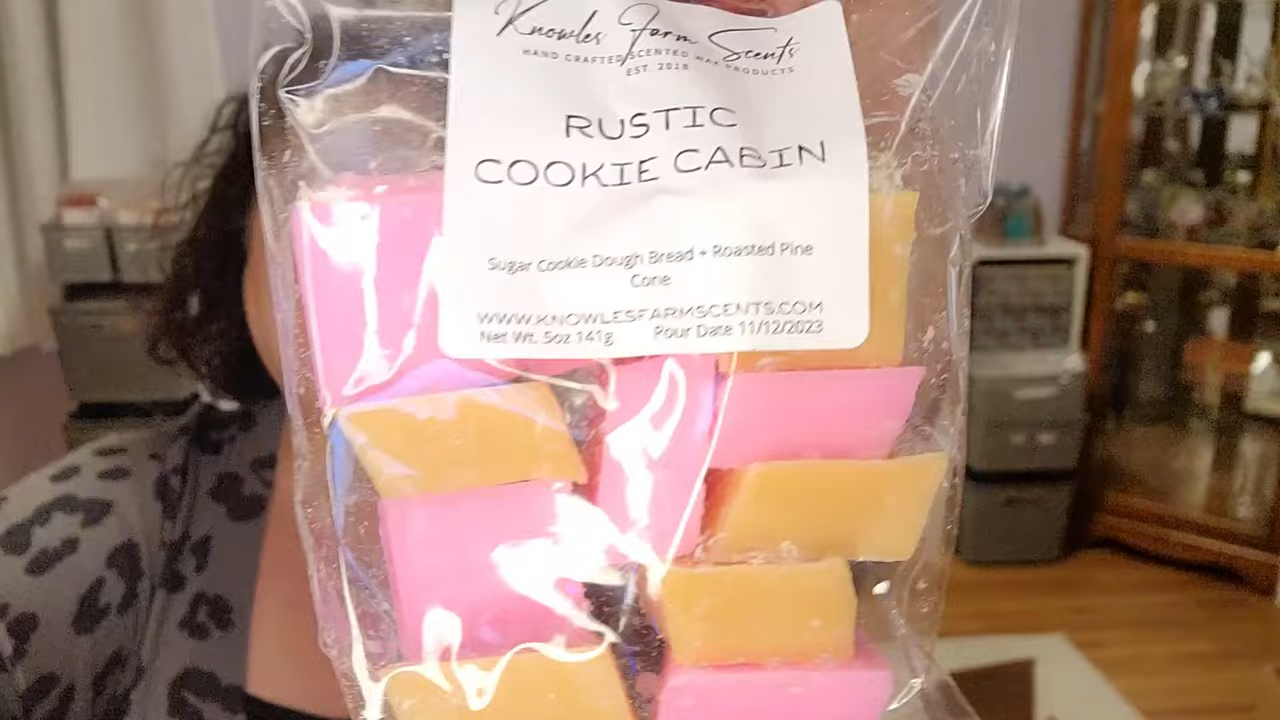 Knowles Farm Scents
HAND CRAFTED SCENTED WAX PRODUCTS
EST. 2018
RUSTIC
COOKIE CABIN
Sugar Cookie Dough Bread + Roasted Pine
Cone
WWW.KNOWLESFARMSCENTS.COM
Net Wt. 5oz 141g Pour Date 11/12/2023